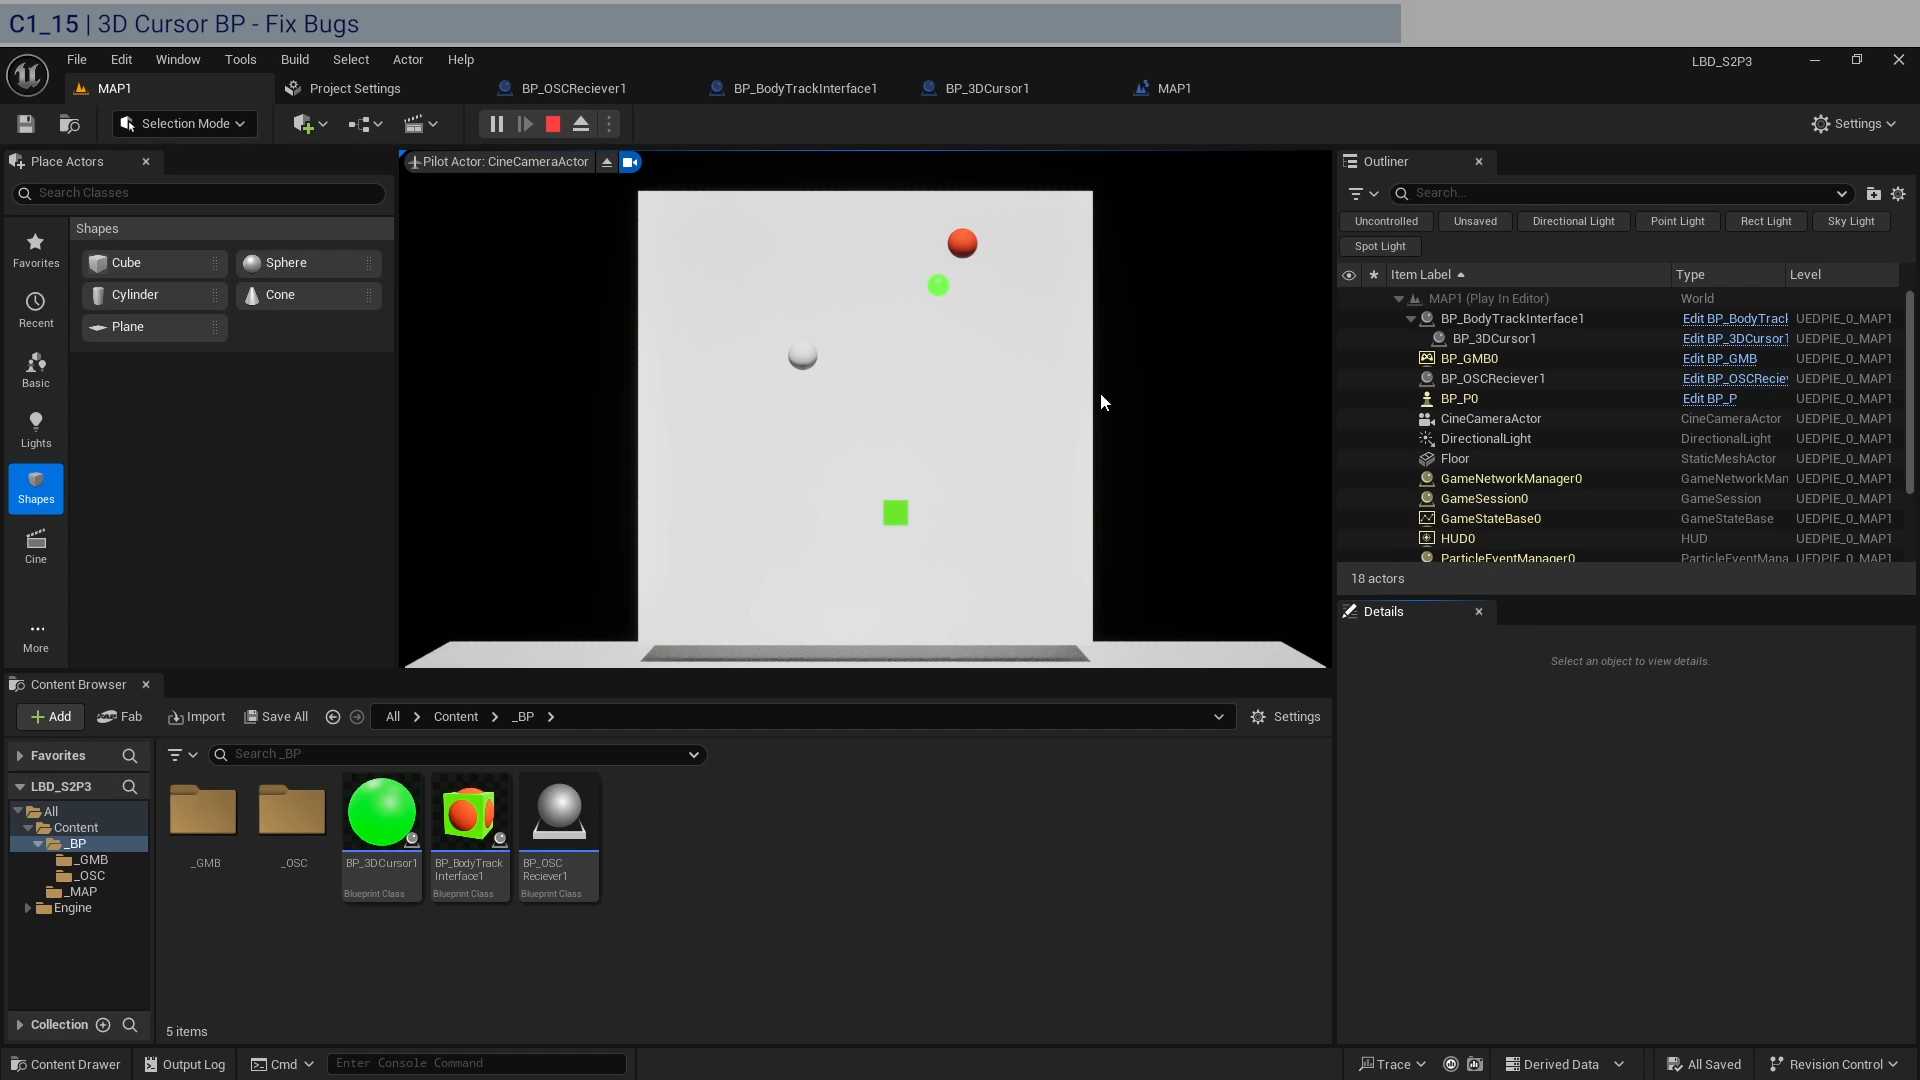 C1_15 | 3D Cursor BP - Fix Bugs
File Edit Window Tools Build Select Actor Help
LBD_S2P3
MAP1 Project Settings BP_OSCReciever1 BP_BodyTrackInterface1 BP_3DCursor1 MAP1
Selection Mode
Settings
Place Actors
Search Classes
Shapes
Favorites
Recent
Basic
Lights
Shapes
Cine
More
Cube Sphere
Cylinder Cone
Plane
Pilot Actor: CineCameraActor
Outliner
Search...
Uncontrolled Unsaved Directional Light Point Light Rect Light Sky Light
Spot Light
Item Label Type Level
MAP1 (Play In Editor) World
BP_BodyTrackInterface1 Edit BP_BodyTrack UEDPIE_0_MAP1
BP_3DCursor1 Edit BP_3DCursor1 UEDPIE_0_MAP1
BP_GMB0 Edit BP_GMB UEDPIE_0_MAP1
BP_OSCReciever1 Edit BP_OSCReciev UEDPIE_0_MAP1
BP_P0 Edit BP_P UEDPIE_0_MAP1
CineCameraActor CineCameraActor UEDPIE_0_MAP1
DirectionalLight DirectionalLight UEDPIE_0_MAP1
Floor StaticMeshActor UEDPIE_0_MAP1
GameNetworkManager0 GameNetworkMan UEDPIE_0_MAP1
GameSession0 GameSession UEDPIE_0_MAP1
GameStateBase0 GameStateBase UEDPIE_0_MAP1
HUD0 HUD UEDPIE_0_MAP1
ParticleEventManager0 ParticleEventMana UEDPIE_0_MAP1
18 actors
Details
Select an object to view details.
Content Browser
Add Fab Import Save All All Content _BP Settings
Favorites
LBD_S2P3
All
Content
_BP
_GMB
_OSC
_MAP
Engine
Collection
Search _BP
_GMB
_OSC
BP_3DCursor1
Blueprint Class
BP_BodyTrack
Interface1
Blueprint Class
BP_OSC
Reciever1
Blueprint Class
5 items
Content Drawer Output Log Cmd Enter Console Command Trace Derived Data All Saved Revision Control